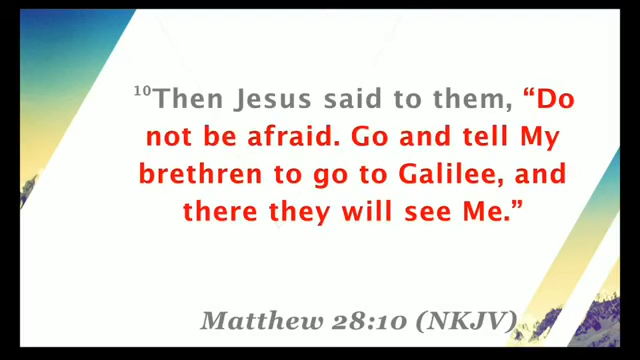 10Then Jesus said to them, “Do
not be afraid. Go and tell My
brethren to go to Galilee, and
there they will see Me.”
Matthew 28:10 (NKJV)